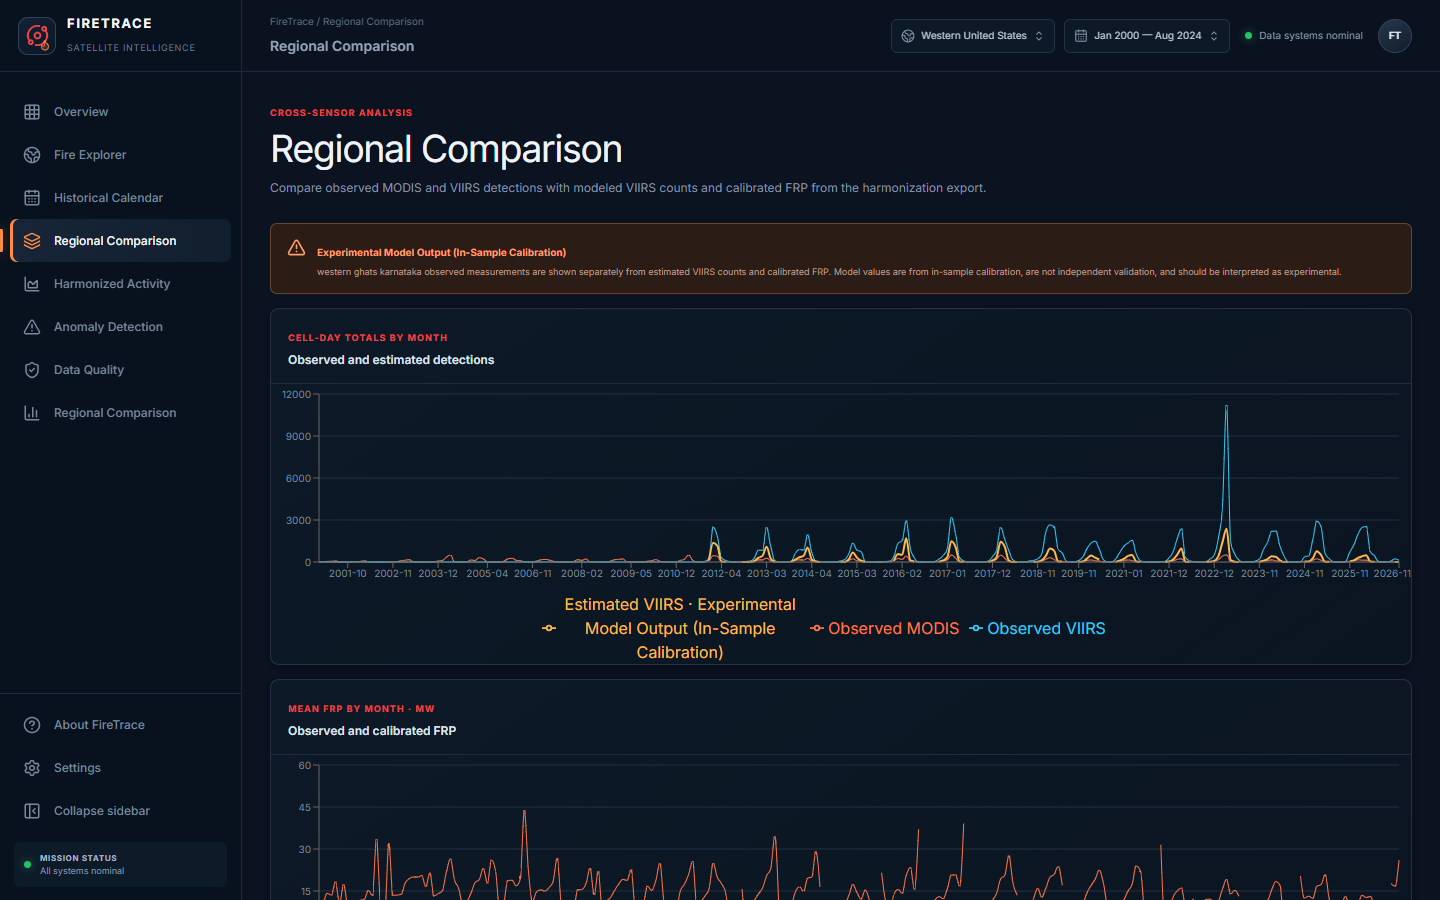 FIRETRACE
SATELLITE INTELLIGENCE
FireTrace / Regional Comparison
Regional Comparison
Western United States
Jan 2000 — Aug 2024
Data systems nominal
FT
Overview
Fire Explorer
Historical Calendar
Regional Comparison
Harmonized Activity
Anomaly Detection
Data Quality
Regional Comparison
About FireTrace
Settings
Collapse sidebar
MISSION STATUS
All systems nominal
CROSS-SENSOR ANALYSIS
Regional Comparison
Compare observed MODIS and VIIRS detections with modeled VIIRS counts and calibrated FRP from the harmonization export.
Experimental Model Output (In-Sample Calibration)
western ghats karnataka observed measurements are shown separately from estimated VIIRS counts and calibrated FRP. Model values are from in-sample calibration, are not independent validation, and should be interpreted as experimental.
CELL-DAY TOTALS BY MONTH
Observed and estimated detections
12000
9000
6000
3000
0
2001-10 2002-11 2003-12 2005-04 2006-11 2008-02 2009-05 2010-12 2012-04 2013-03 2014-04 2015-03 2016-02 2017-01 2017-12 2018-11 2019-11 2021-01 2021-12 2022-12 2023-11 2024-11 2025-11 2026-11
Estimated VIIRS · Experimental
Model Output (In-Sample
Calibration)
Observed MODIS
Observed VIIRS
MEAN FRP BY MONTH · MW
Observed and calibrated FRP
60
45
30
15